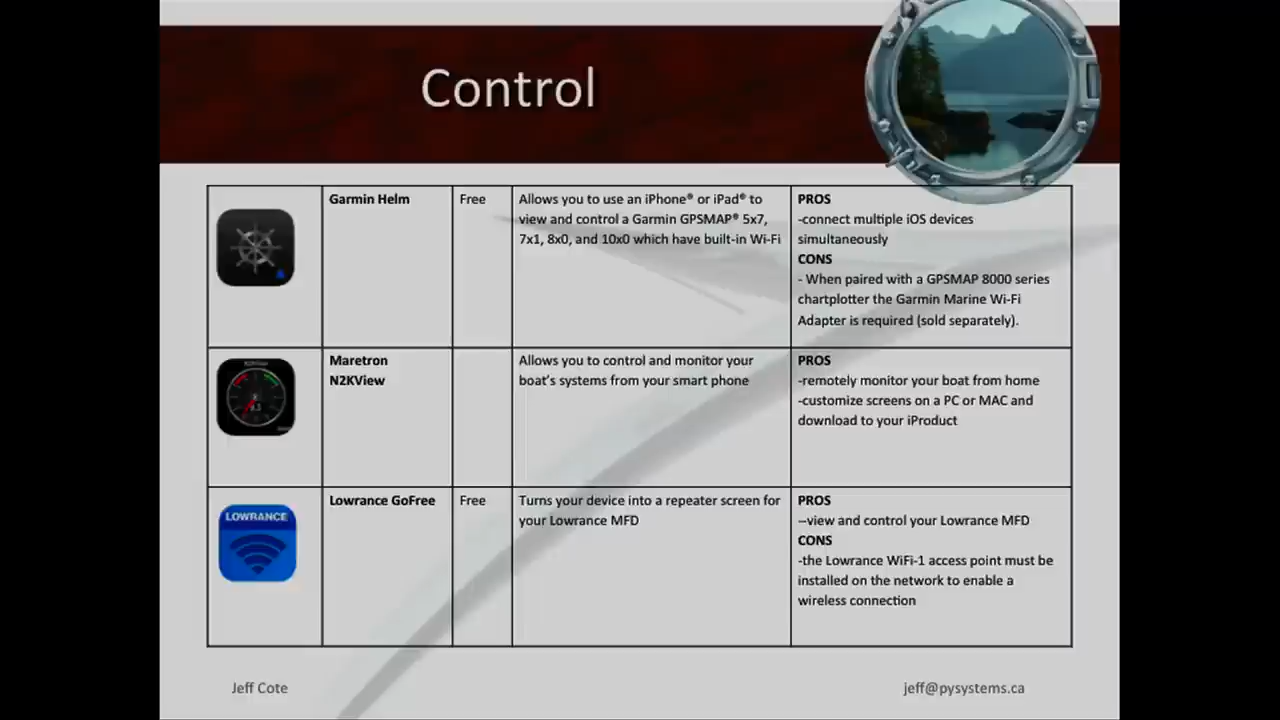 Control
Garmin Helm
Free
Allows you to use an iPhone® or iPad® to
view and control a Garmin GPSMAP® 5x7,
7x1, 8x0, and 10x0 which have built-in Wi-Fi
PROS
-connect multiple iOS devices
simultaneously
CONS
- When paired with a GPSMAP 8000 series
chartplotter the Garmin Marine Wi-Fi
Adapter is required (sold separately).
Maretron
N2KView
Allows you to control and monitor your
boat's systems from your smart phone
PROS
-remotely monitor your boat from home
-customize screens on a PC or MAC and
download to your iProduct
LOWRANCE
Lowrance GoFree
Free
Turns your device into a repeater screen for
your Lowrance MFD
PROS
--view and control your Lowrance MFD
CONS
-the Lowrance WiFi-1 access point must be
installed on the network to enable a
wireless connection
Jeff Cote
jeff@pysystems.ca